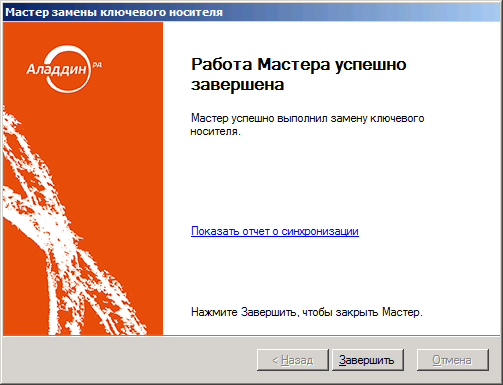 Мастер замены ключевого носителя
Аладдин РД
Работа Мастера успешно
завершена
Мастер успешно выполнил замену ключевого
носителя.
Показать отчет о синхронизации
Нажмите Завершить, чтобы закрыть Мастер.
< Назад
Завершить
Отмена